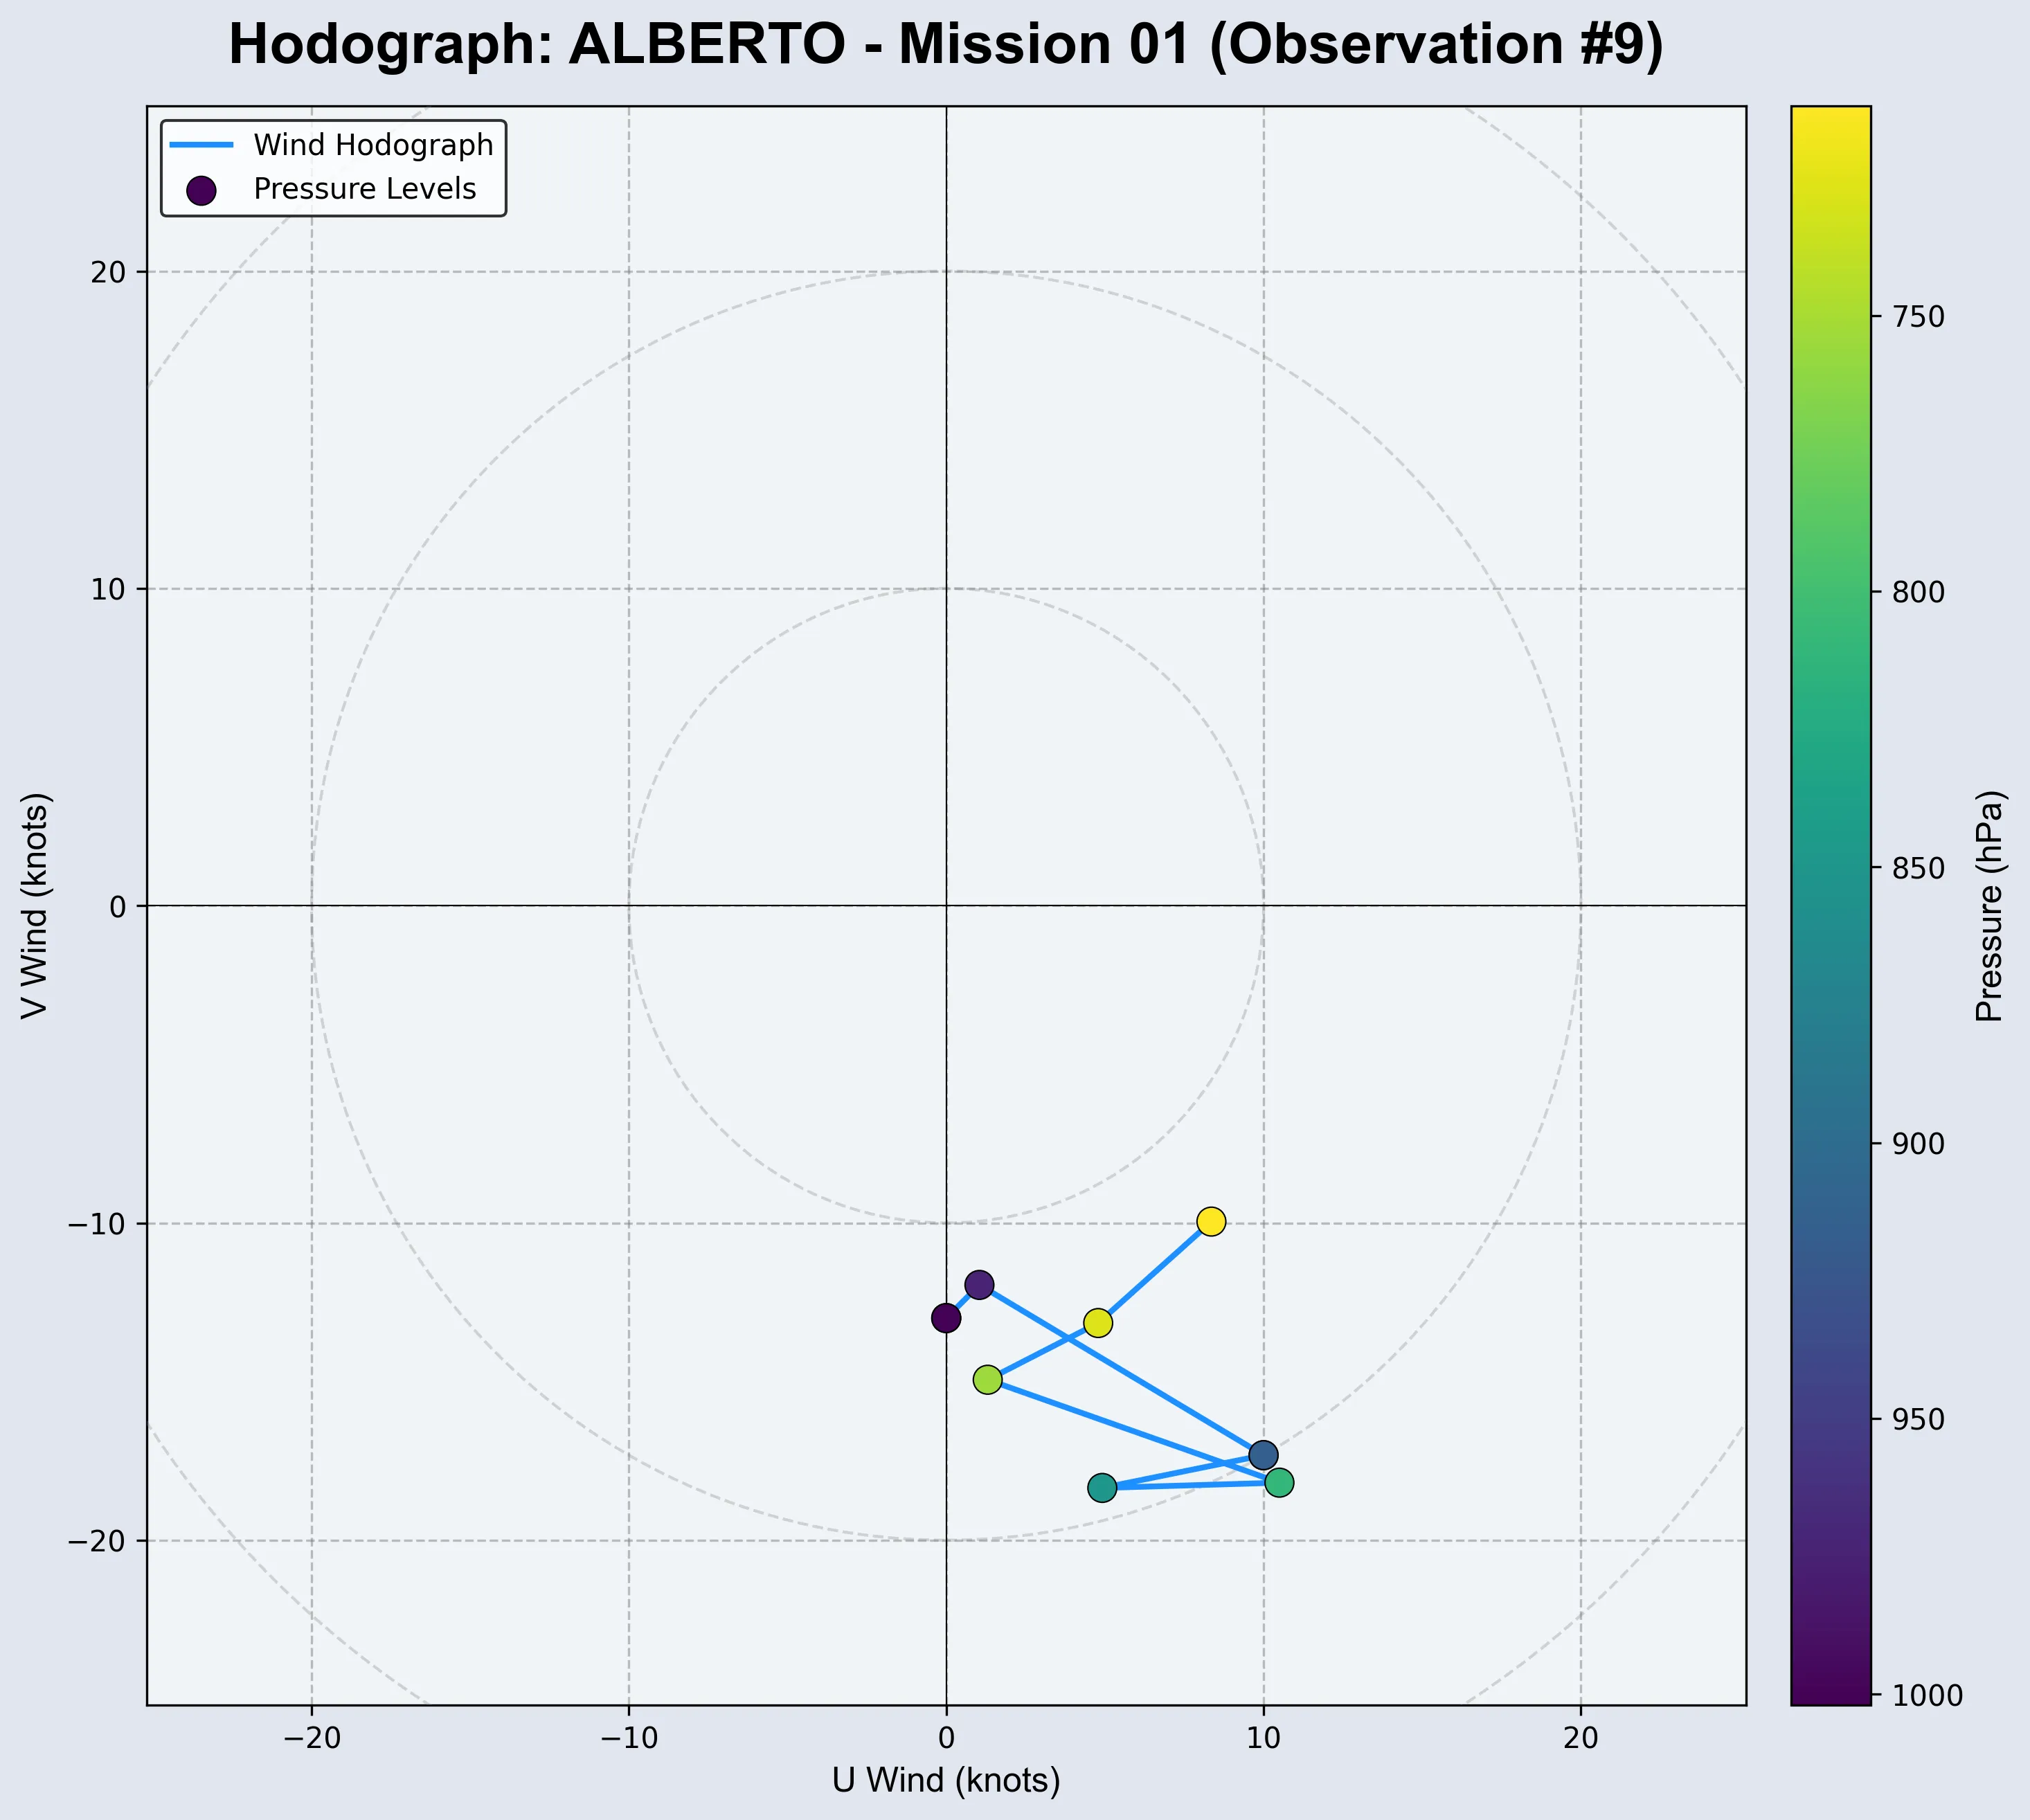 Hodograph: ALBERTO - Mission 01 (Observation #9)
Wind Hodograph
Pressure Levels
20
10
0
−10
−20
V Wind (knots)
−20
−10
0
10
20
U Wind (knots)
750
800
850
900
950
1000
Pressure (hPa)